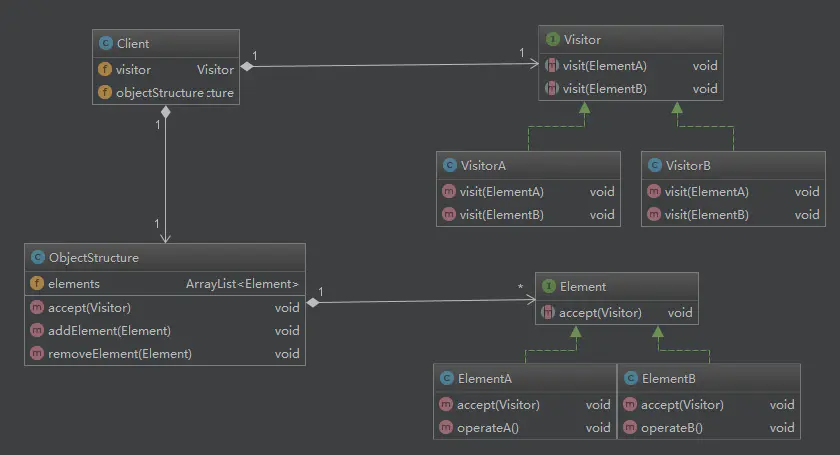 C Client
f visitor Visitor
f objectStructure cture
1
1
1
1
I Visitor
m visit(ElementA) void
m visit(ElementB) void
C VisitorA
m visit(ElementA) void
m visit(ElementB) void
C VisitorB
m visit(ElementA) void
m visit(ElementB) void
C ObjectStructure
f elements ArrayList<Element>
m accept(Visitor) void
m addElement(Element) void
m removeElement(Element) void
1
*
I Element
m accept(Visitor) void
C ElementA
m accept(Visitor) void
m operateA() void
C ElementB
m accept(Visitor) void
m operateB() void